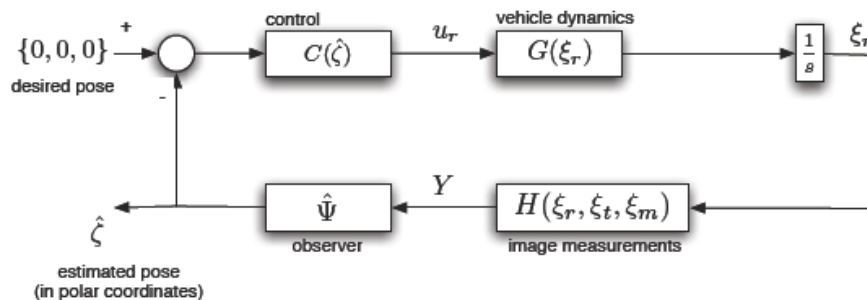 control
vehicle dynamics
{0, 0, 0}
+
desired pose
-
C(ζ̂)
u_r
G(ξ_r)
1/s
ξ_r
ζ̂
estimated pose
(in polar coordinates)
Ψ̂
observer
Y
H(ξ_r, ξ_t, ξ_m)
image measurements